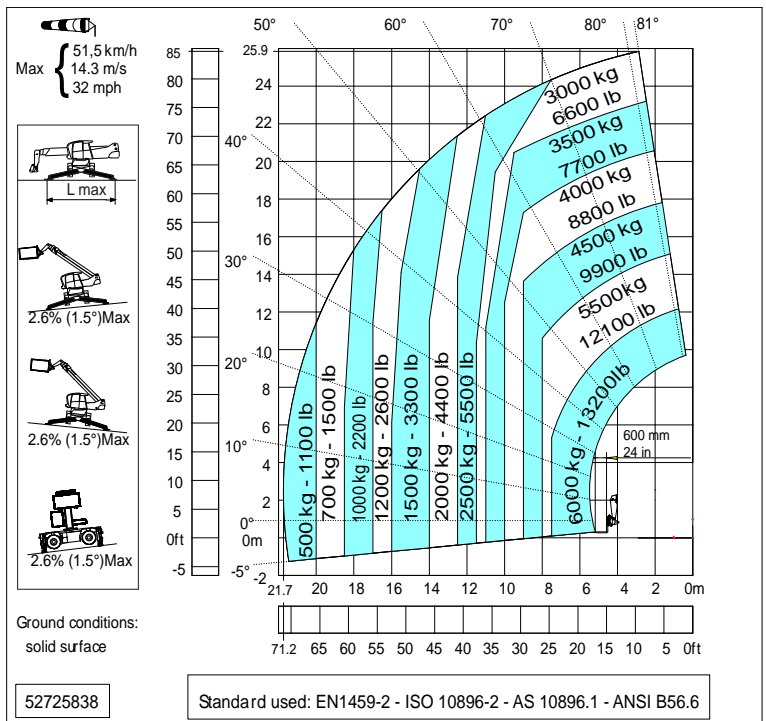 50° 60° 70° 80° 81°
Max
51,5 km/h
14.3 m/s
32 mph
L max
2.6% (1.5°)Max
2.6% (1.5°)Max
2.6% (1.5°)Max
Ground conditions:
solid surface
52725838
85
80
75
70
65
60
55
50
45
40
35
30
25
20
15
10
5
0ft
-5
25.9
24
22
20
18
16
14
12
10
8
6
4
2
0m
-2
40°
30°
20°
10°
0°
-5°
3000 kg
6600 lb
3500 kg
7700 lb
4000 kg
8800 lb
4500 kg
9900 lb
5500kg
12100 lb
6000 kg - 13200lb
500 kg - 1100 lb
700 kg - 1500 lb
1000 kg - 2200 lb
1200 kg - 2600 lb
1500 kg - 3300 lb
2000 kg - 4400 lb
2500 kg - 5500 lb
600 mm
24 in
21.7 20 18 16 14 12 10 8 6 4 2 0m
71.2 65 60 55 50 45 40 35 30 25 20 15 10 5 0ft
Standard used: EN1459-2 - ISO 10896-2 - AS 10896.1 - ANSI B56.6